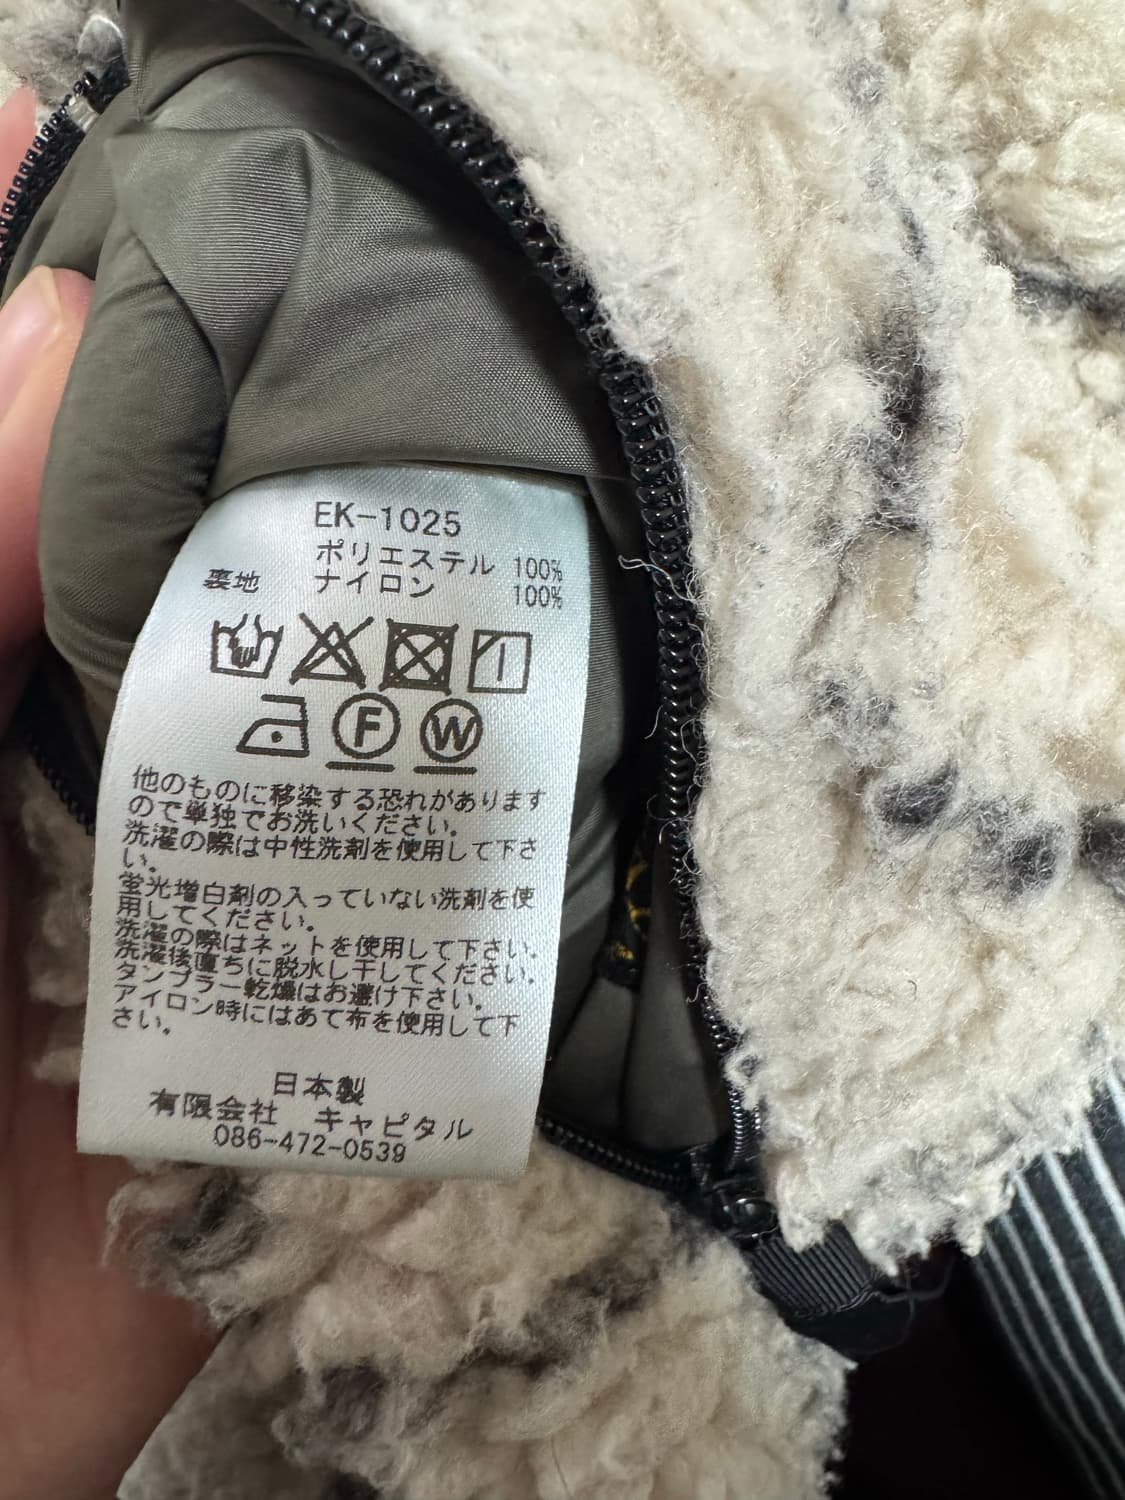 EK-1025
ポリエステル 100%
裏地 ナイロン 100%
F W
他のものに移染する恐れがあります
ので単独でお洗いください。
洗濯の際は中性洗剤を使用して下さ
い。
蛍光増白剤の入っていない洗剤を使
用してください。
洗濯の際はネットを使用して下さい。
洗濯後直ちに脱水し干してください。
タンブラー乾燥はお避け下さい。
アイロン時にはあて布を使用して下
さい。
日本製
有限会社 キャピタル
086-472-0539